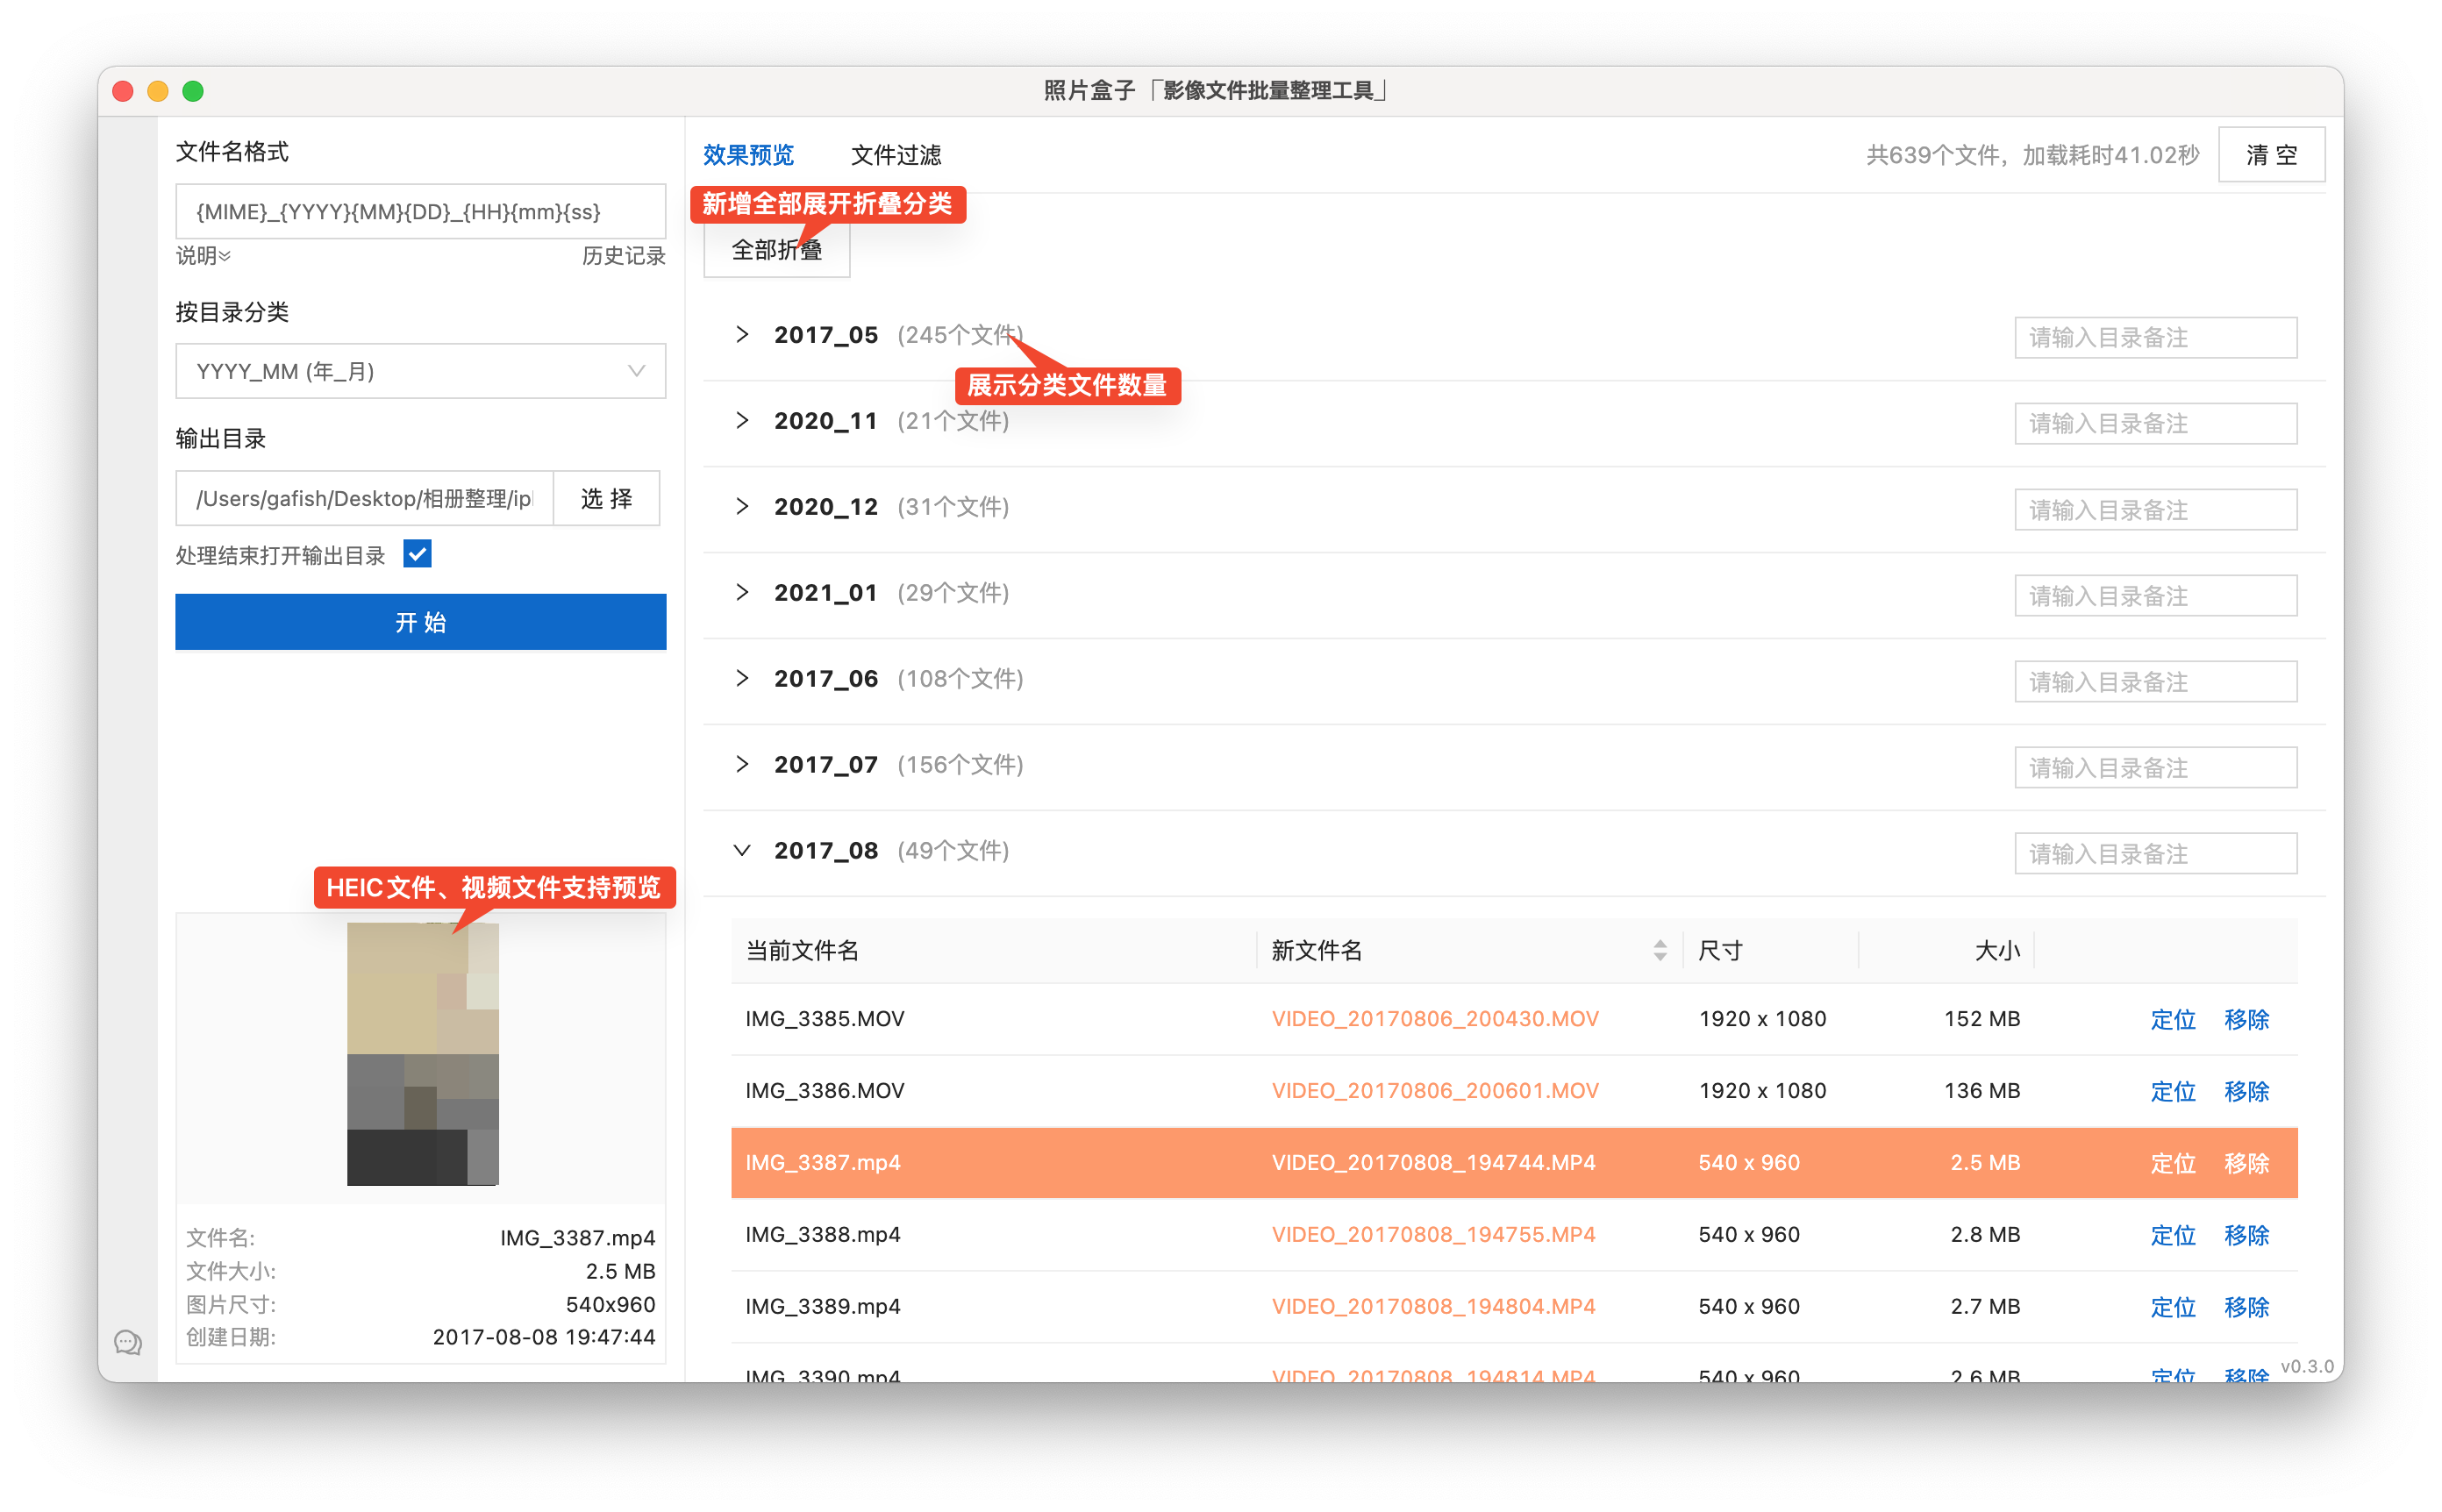 照片盒子「影像文件批量整理工具」
文件名格式
{MIME}_{YYYY}{MM}{DD}_{HH}{mm}{ss}
说明 历史记录
按目录分类
YYYY_MM (年_月)
输出目录
/Users/gafish/Desktop/相册整理/ip 选 择
处理结束打开输出目录
开 始
HEIC文件、视频文件支持预览
文件名: IMG_3387.mp4
文件大小: 2.5 MB
图片尺寸: 540x960
创建日期: 2017-08-08 19:47:44
效果预览 文件过滤 共639个文件，加载耗时41.02秒 清 空
新增全部展开折叠分类
全部折叠
2017_05 (245个文件) 请输入目录备注
展示分类文件数量
2020_11 (21个文件) 请输入目录备注
2020_12 (31个文件) 请输入目录备注
2021_01 (29个文件) 请输入目录备注
2017_06 (108个文件) 请输入目录备注
2017_07 (156个文件) 请输入目录备注
2017_08 (49个文件) 请输入目录备注
当前文件名 新文件名 尺寸 大小
IMG_3385.MOV VIDEO_20170806_200430.MOV 1920 x 1080 152 MB 定位 移除
IMG_3386.MOV VIDEO_20170806_200601.MOV 1920 x 1080 136 MB 定位 移除
IMG_3387.mp4 VIDEO_20170808_194744.MP4 540 x 960 2.5 MB 定位 移除
IMG_3388.mp4 VIDEO_20170808_194755.MP4 540 x 960 2.8 MB 定位 移除
IMG_3389.mp4 VIDEO_20170808_194804.MP4 540 x 960 2.7 MB 定位 移除
IMG_3390.mp4 VIDEO_20170808_194814.MP4 540 x 960 2.6 MB 定位 移除
v0.3.0